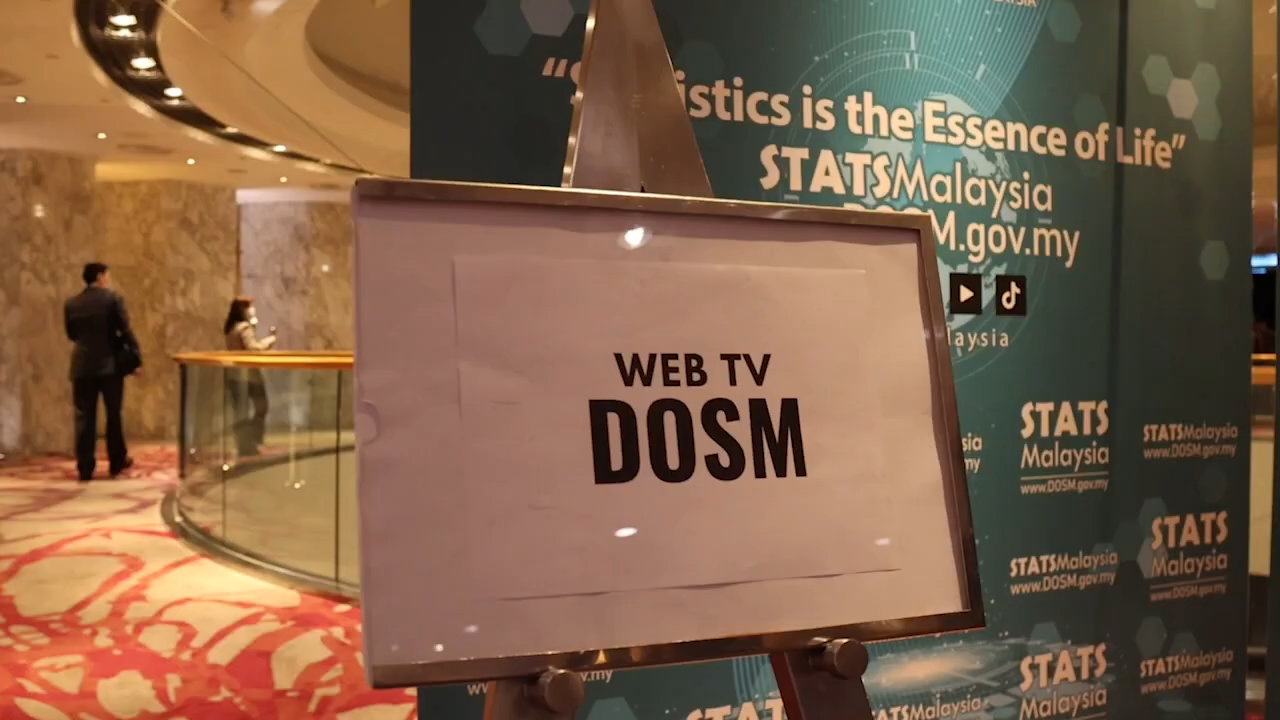 istics is the Essence of Life”
STATSMalaysia
M.gov.my
laysia
WEB TV
DOSM
STATS
Malaysia
www.DOSM.gov.my
STATSMalaysia
www.DOSM.gov.my
STATS
Malaysia
www.DOSM.gov.my
STATSMalaysia
www.DOSM.gov.my
STATS
Malaysia
STATSMalaysia
www.DOSM.gov.my
STATSMalaysia